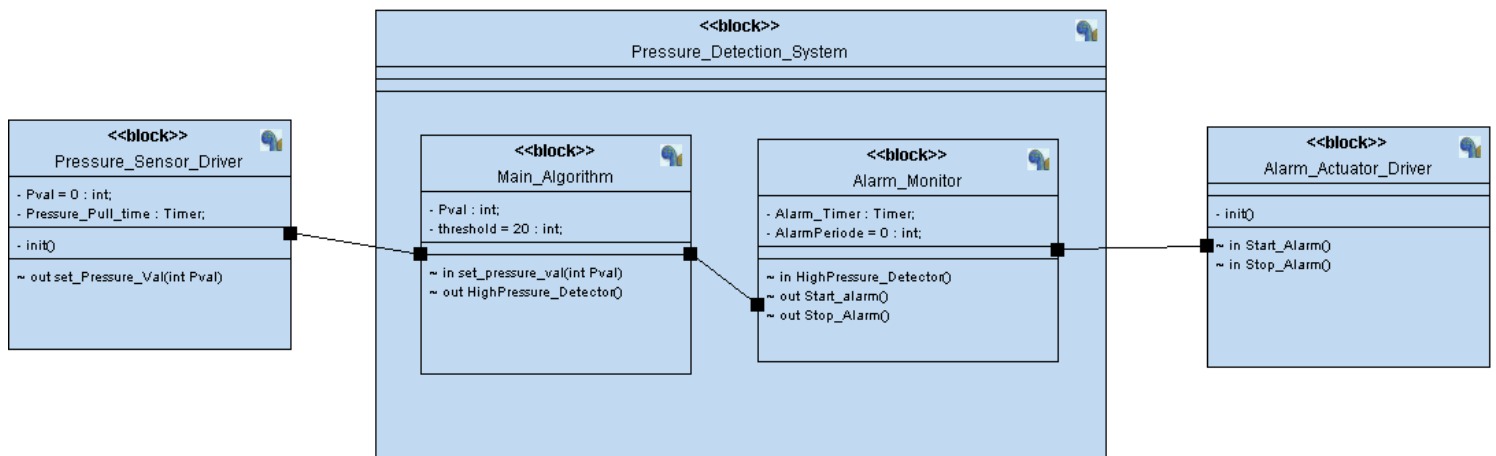 <<block>>
Pressure_Detection_System
<<block>>
Pressure_Sensor_Driver
- Pval = 0 : int;
- Pressure_Pull_time : Timer;
- init()
~ out set_Pressure_Val(int Pval)
<<block>>
Main_Algorithm
- Pval : int;
- threshold = 20 : int;
~ in set_pressure_val(int Pval)
~ out HighPressure_Detector()
<<block>>
Alarm_Monitor
- Alarm_Timer : Timer;
- AlarmPeriode = 0 : int;
~ in HighPressure_Detector()
~ out Start_alarm()
~ out Stop_Alarm()
<<block>>
Alarm_Actuator_Driver
- init()
~ in Start_Alarm()
~ in Stop_Alarm()